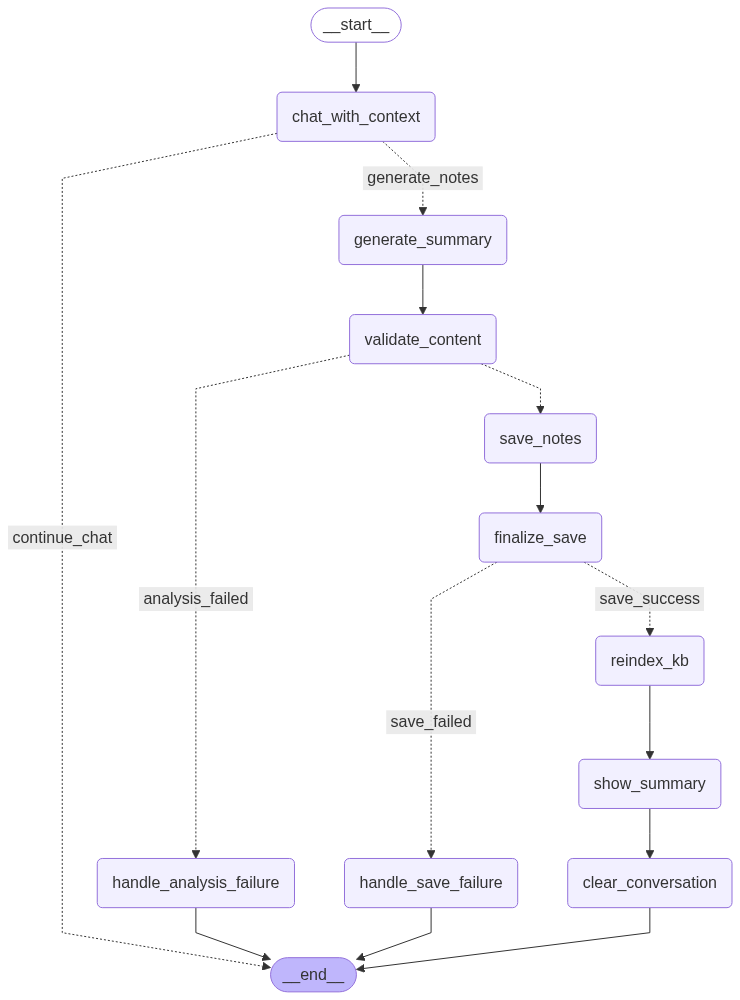 __start__
chat_with_context
generate_notes
generate_summary
validate_content
save_notes
continue_chat
finalize_save
analysis_failed
save_success
reindex_kb
save_failed
show_summary
handle_analysis_failure
handle_save_failure
clear_conversation
__end__